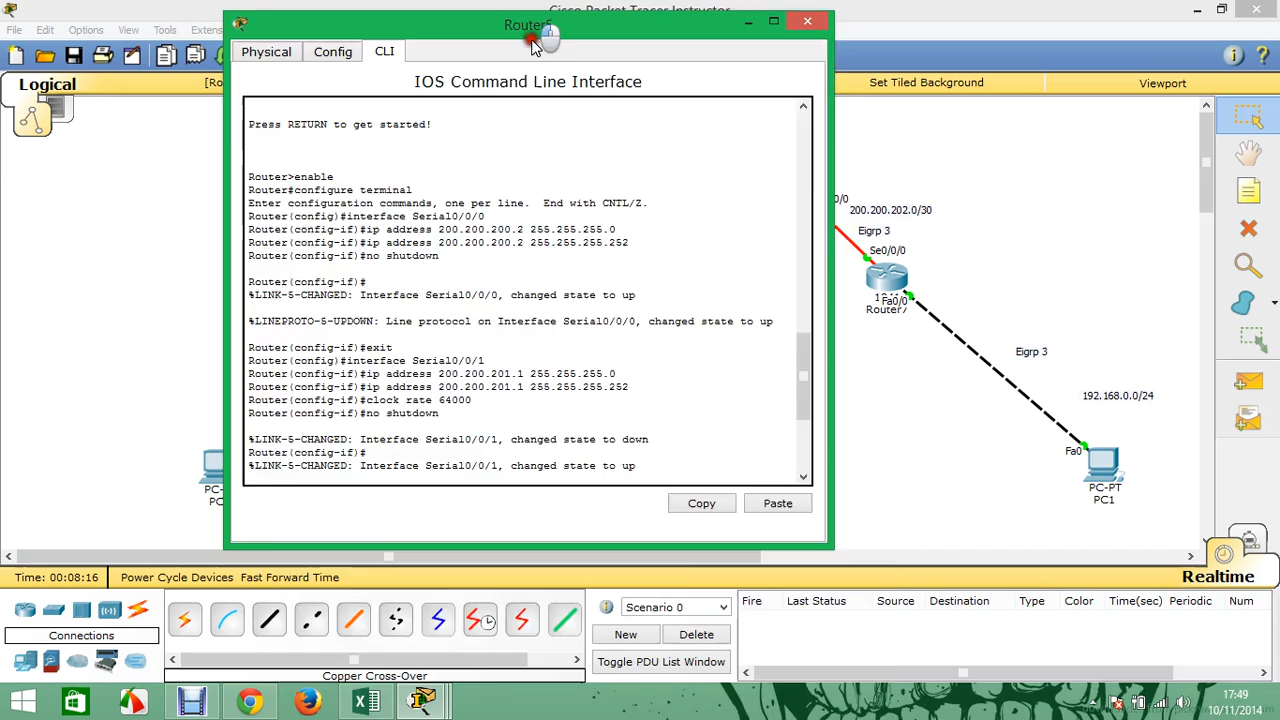 Cisco Packet Tracer Instructor
File Edit Options View Tools Extens
Logical
[Ro
Set Tiled Background
Viewport
Router5
Physical Config CLI
IOS Command Line Interface
Press RETURN to get started!
Router>enable
Router#configure terminal
Enter configuration commands, one per line. End with CNTL/Z.
Router(config)#interface Serial0/0/0
Router(config-if)#ip address 200.200.200.2 255.255.255.0
Router(config-if)#ip address 200.200.200.2 255.255.255.252
Router(config-if)#no shutdown
Router(config-if)#
%LINK-5-CHANGED: Interface Serial0/0/0, changed state to up
%LINEPROTO-5-UPDOWN: Line protocol on Interface Serial0/0/0, changed state to up
Router(config-if)#exit
Router(config)#interface Serial0/0/1
Router(config-if)#ip address 200.200.201.1 255.255.255.0
Router(config-if)#ip address 200.200.201.1 255.255.255.252
Router(config-if)#clock rate 64000
Router(config-if)#no shutdown
%LINK-5-CHANGED: Interface Serial0/0/1, changed state to down
Router(config-if)#
%LINK-5-CHANGED: Interface Serial0/0/1, changed state to up
Copy Paste
0/0
200.200.202.0/30
Eigrp 3
Se0/0/0
Fa0/0
Router7
Eigrp 3
192.168.0.0/24
Fa0
PC-PT
PC1
PC-
PC
Time: 00:08:16 Power Cycle Devices Fast Forward Time
Realtime
Connections
Copper Cross-Over
Scenario 0
New Delete
Toggle PDU List Window
Fire Last Status Source Destination Type Color Time(sec) Periodic Num
17:49
10/11/2014